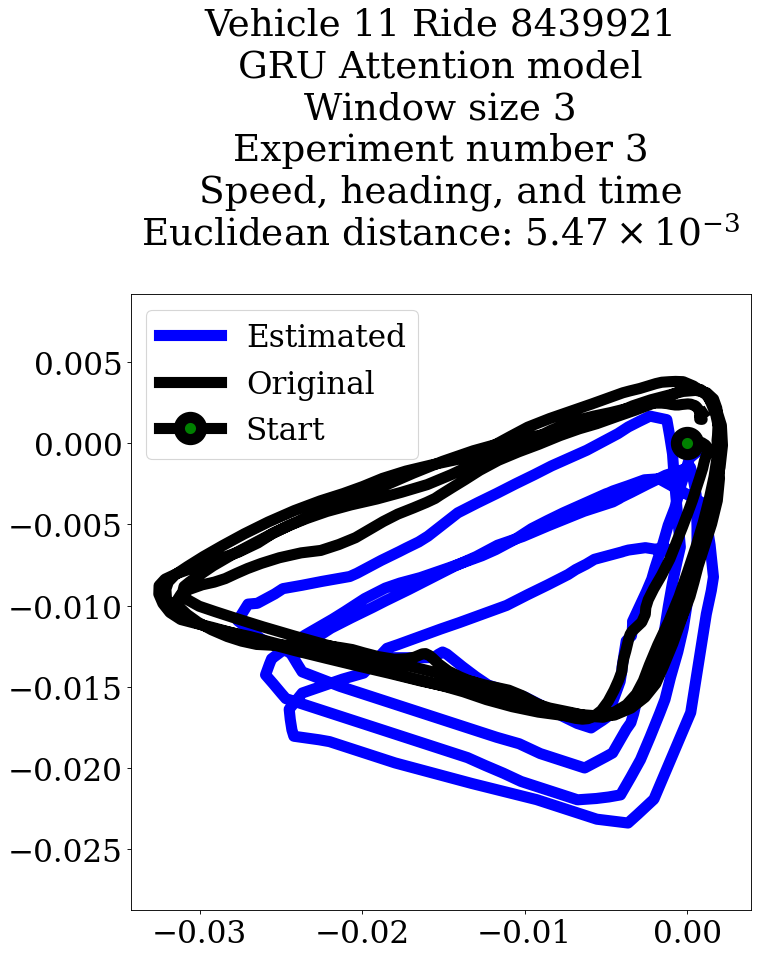 Vehicle 11 Ride 8439921
GRU Attention model
Window size 3
Experiment number 3
Speed, heading, and time
Euclidean distance: 5.47 × 10⁻³
Estimated
Original
Start
0.005
0.000
−0.005
−0.010
−0.015
−0.020
−0.025
−0.03 −0.02 −0.01 0.00